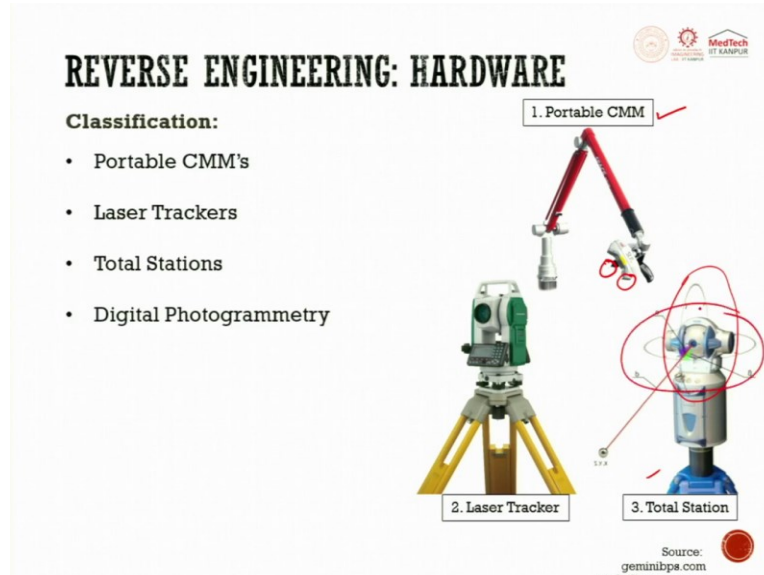 MedTech
IIT KANPUR
REVERSE ENGINEERING: HARDWARE
Classification:
• Portable CMM's
• Laser Trackers
• Total Stations
• Digital Photogrammetry
1. Portable CMM
2. Laser Tracker
3. Total Station
Source:
geminibps.com